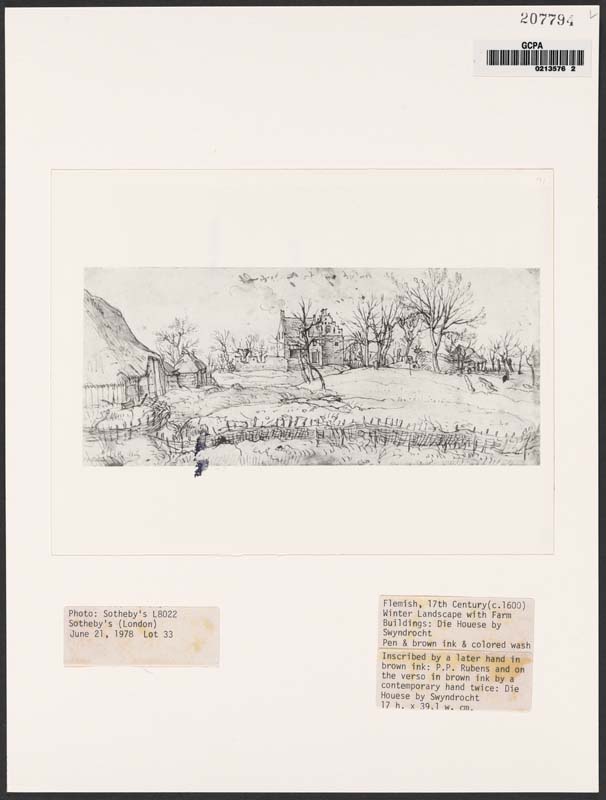 207794
GCPA
0213576 2
Photo: Sotheby's L8022
Sotheby's (London)
June 21, 1978 Lot 33
Flemish, 17th Century(c.1600)
Winter Landscape with Farm
Buildings: Die Houese by
Swyndrocht
Pen & brown ink & colored wash
Inscribed by a later hand in
brown ink: P.P. Rubens and on
the verso in brown ink by a
contemporary hand twice: Die
Houese by Swyndrocht
17 h. x 39.1 w. cm.